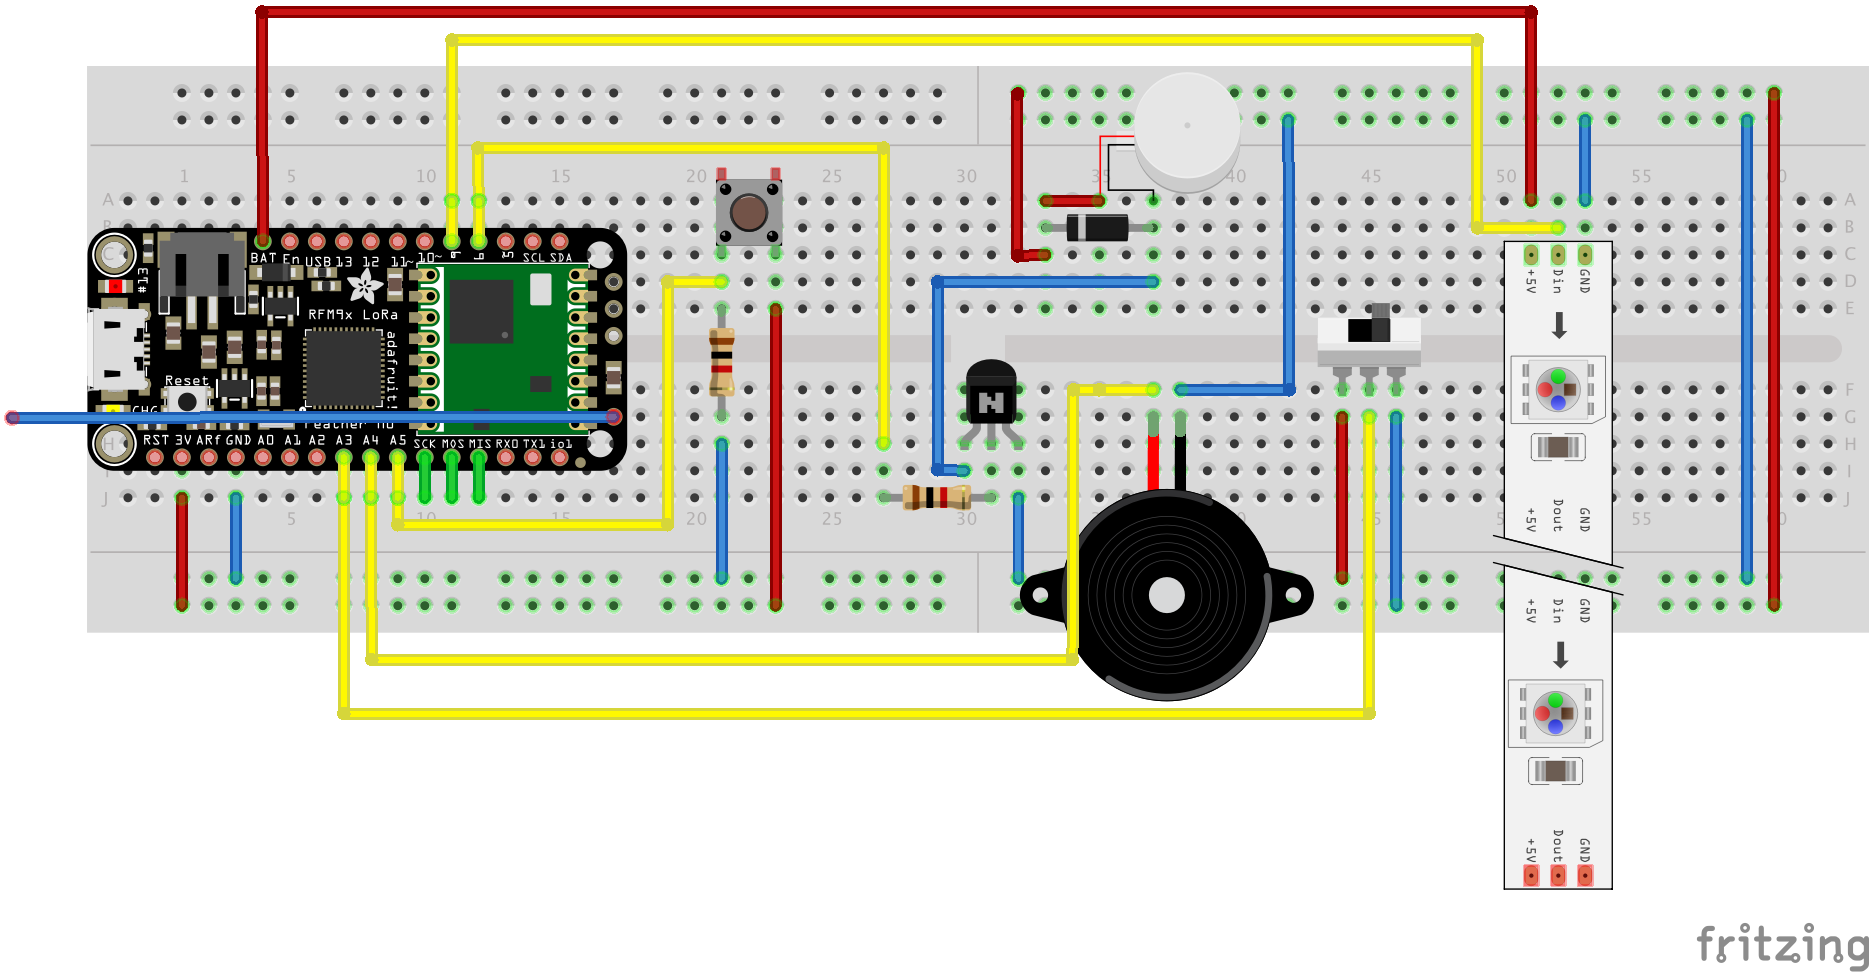 1 5 10 15 20 25 30 35 40 45 50 55 60
A A
B B
C C
D D
E E
BAT En USB 13 12 11~ 10~ 9 6 5 SCL SDA
#13
RFM9x LoRa
adafruit!
Reset
CHG
Feather M0
RST 3V ARf GND A0 A1 A2 A3 A4 A5 SCK MOS MIS RX0 TX1 io1
F F
G G
H H
I I
J J
5 10 15 20 25 30 45 55 60
N
+5V Din GND
+5V Dout GND
+5V Din GND
+5V Dout GND
fritzing